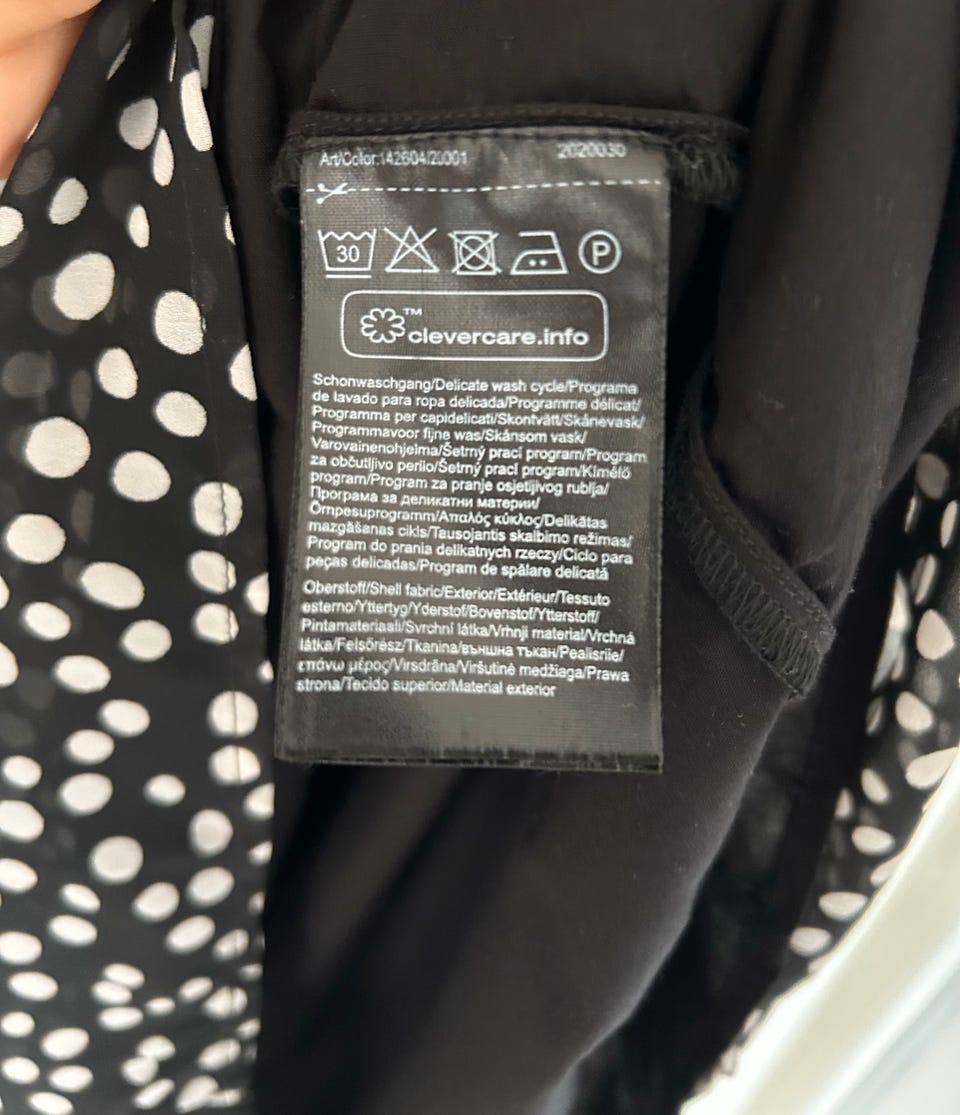 Art/Color:142604/20001 2020030
30 P
™
clevercare.info
Schonwaschgang/Delicate wash cycle/Programa
de lavado para ropa delicada/Programme délicat/
Programma per capidelicati/Skontvätt/Skånevask/
Programmavoor fijne was/Skånsom vask/
Varovainenohjelma/Šetrný prací program/Program
za občutljivo perilo/Šetrný prací program/Kímélő
program/Program za pranje osjetljivog rublja/
Програма за деликатни материи/
Õmpesuprogramm/Απαλός κύκλος/Delikātas
mazgāšanas cikls/Tausojantis skalbimo režimas/
Program do prania delikatnych rzeczy/Ciclo para
peças delicadas/Program de spălare delicată
Oberstoff/Shell fabric/Exterior/Extérieur/Tessuto
esterno/Yttertyg/Yderstof/Bovenstof/Ytterstoff/
Pintamateriaali/Svrchní látka/Vrhnji material/Vrchná
látka/Felsőrész/Tkanina/външна тъкан/Pealisriie/
επάνω μέρος/Virsdrāna/Viršutinė medžiaga/Prawa
strona/Tecido superior/Material exterior